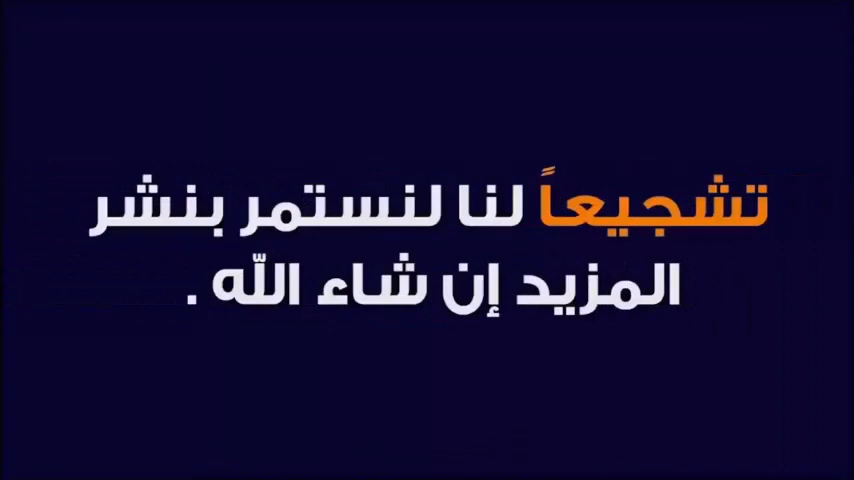 تشجيعاً لنا لنستمر بنشر
المزيد إن شاء الله .